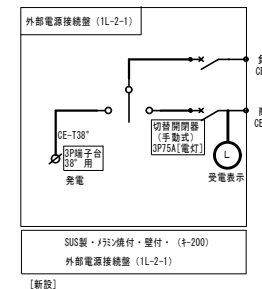 外部電源接続盤（1L-2-1）
CE
CE
CE-T38°
3P端子台
38° 用
発電
切替開閉器
（手動式）
3P75A[電灯]
L
受電表示
SUS製・メラミン焼付・壁付・（ｷ-200）
外部電源接続盤（1L-2-1）
［新設］